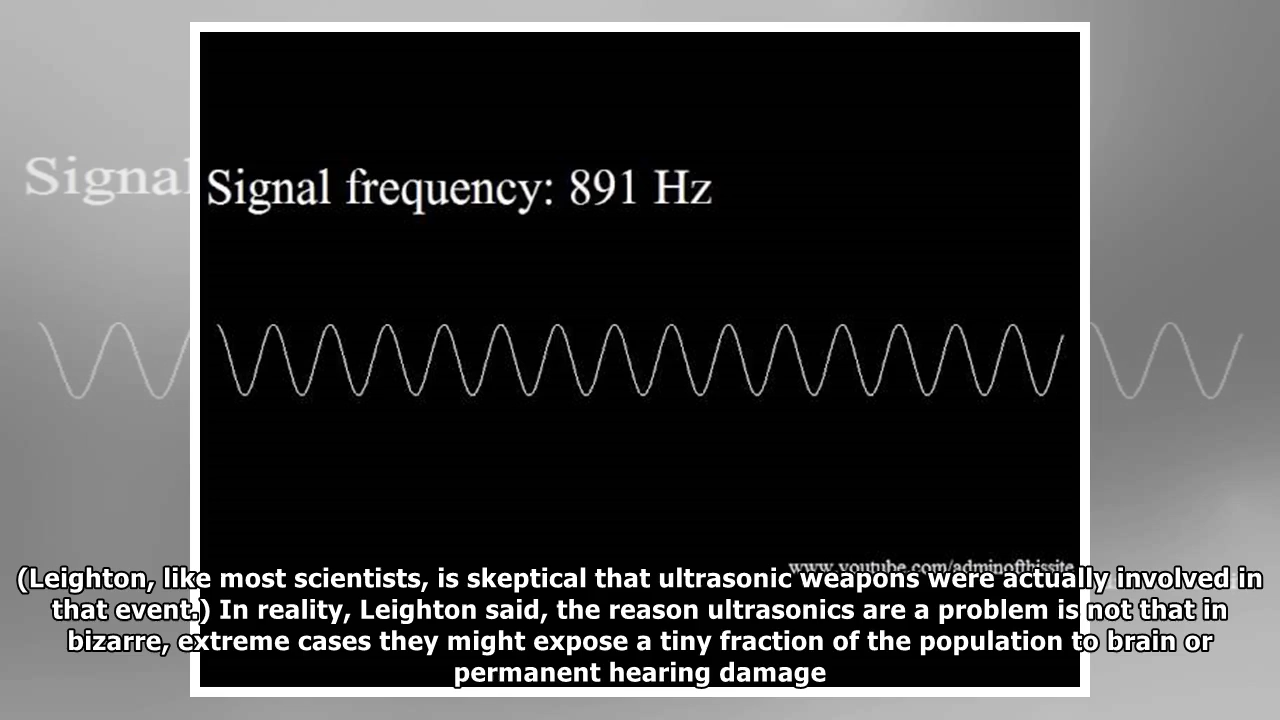 Signal
Signal frequency: 891 Hz
www.youtube.com/adminofthissite
(Leighton, like most scientists, is skeptical that ultrasonic weapons were actually involved in
that event.) In reality, Leighton said, the reason ultrasonics are a problem is not that in
bizarre, extreme cases they might expose a tiny fraction of the population to brain or
permanent hearing damage